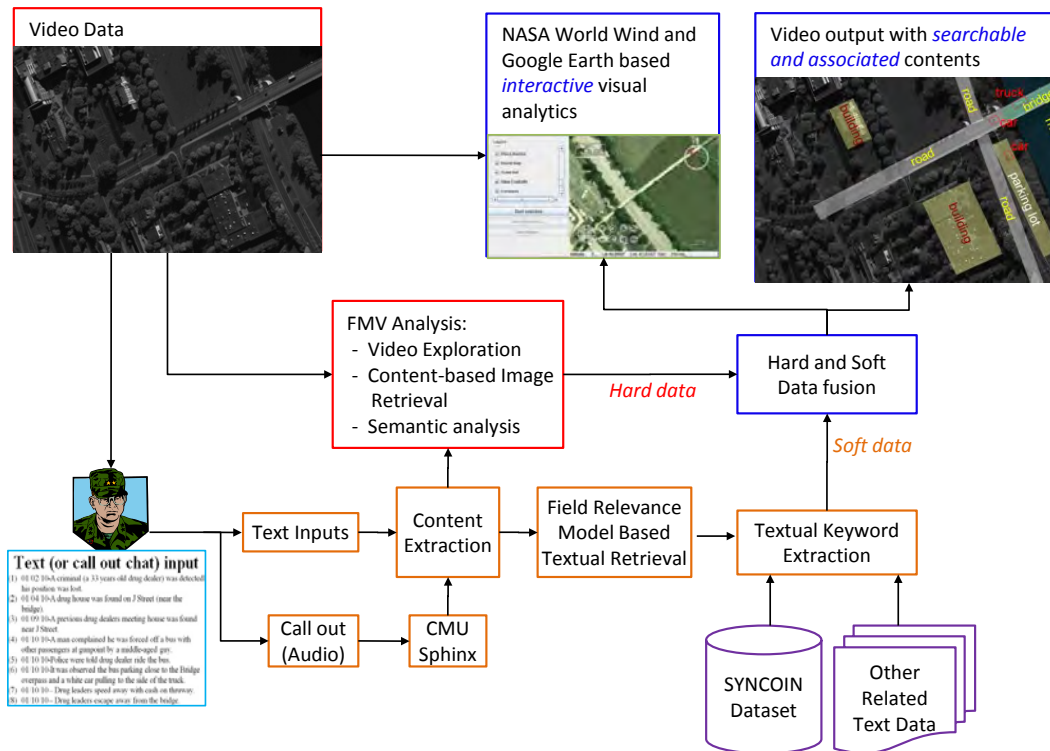 Video Data
NASA World Wind and
Google Earth based
interactive visual
analytics
Video output with searchable
and associated contents
road
truck
bridge
car
car
building
road
parking lot
road
building
FMV Analysis:
- Video Exploration
- Content-based Image
Retrieval
- Semantic analysis
Hard data
Hard and Soft
Data fusion
Soft data
Text Inputs
Content
Extraction
Field Relevance
Model Based
Textual Retrieval
Textual Keyword
Extraction
Text (or call out chat) input
(1) 01 02 10-A criminal (a 33 years old drug dealer) was detected
his position was lost.
(2) 01 04 10-A drug house was found on J Street (near the
bridge).
(3) 01 09 10-A previous drug dealers meeting house was found
near J Street
(4) 01 10 10-A man complained he was forced off a bus with
other passengers at gunpoint by a middle-aged guy.
(5) 01 10 10-Police were told drug dealer ride the bus.
(6) 01 10 10-It was observed the bus parking close to the Bridge
overpass and a white car pulling to the side of the truck.
(7) 01 10 10 - Drug leaders speed away with cash on thruway.
(8) 01 10 10 - Drug leaders escape away from the bridge
Call out
(Audio)
CMU
Sphinx
SYNCOIN
Dataset
Other
Related
Text Data